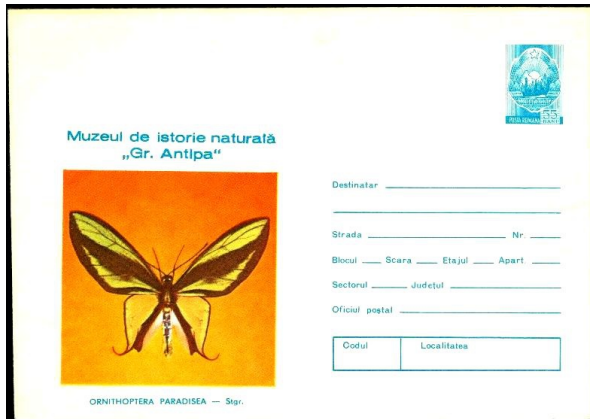 Muzeul de istorie naturală
„Gr. Antipa“
POSTA ROMANA 55
Destinatar
Strada Nr.
Blocul Scara Etajul Apart
Sectorul Județul
Oficiul poștal
Codul Localitatea
ORNITHOPTERA PARADISEA — Stgr.